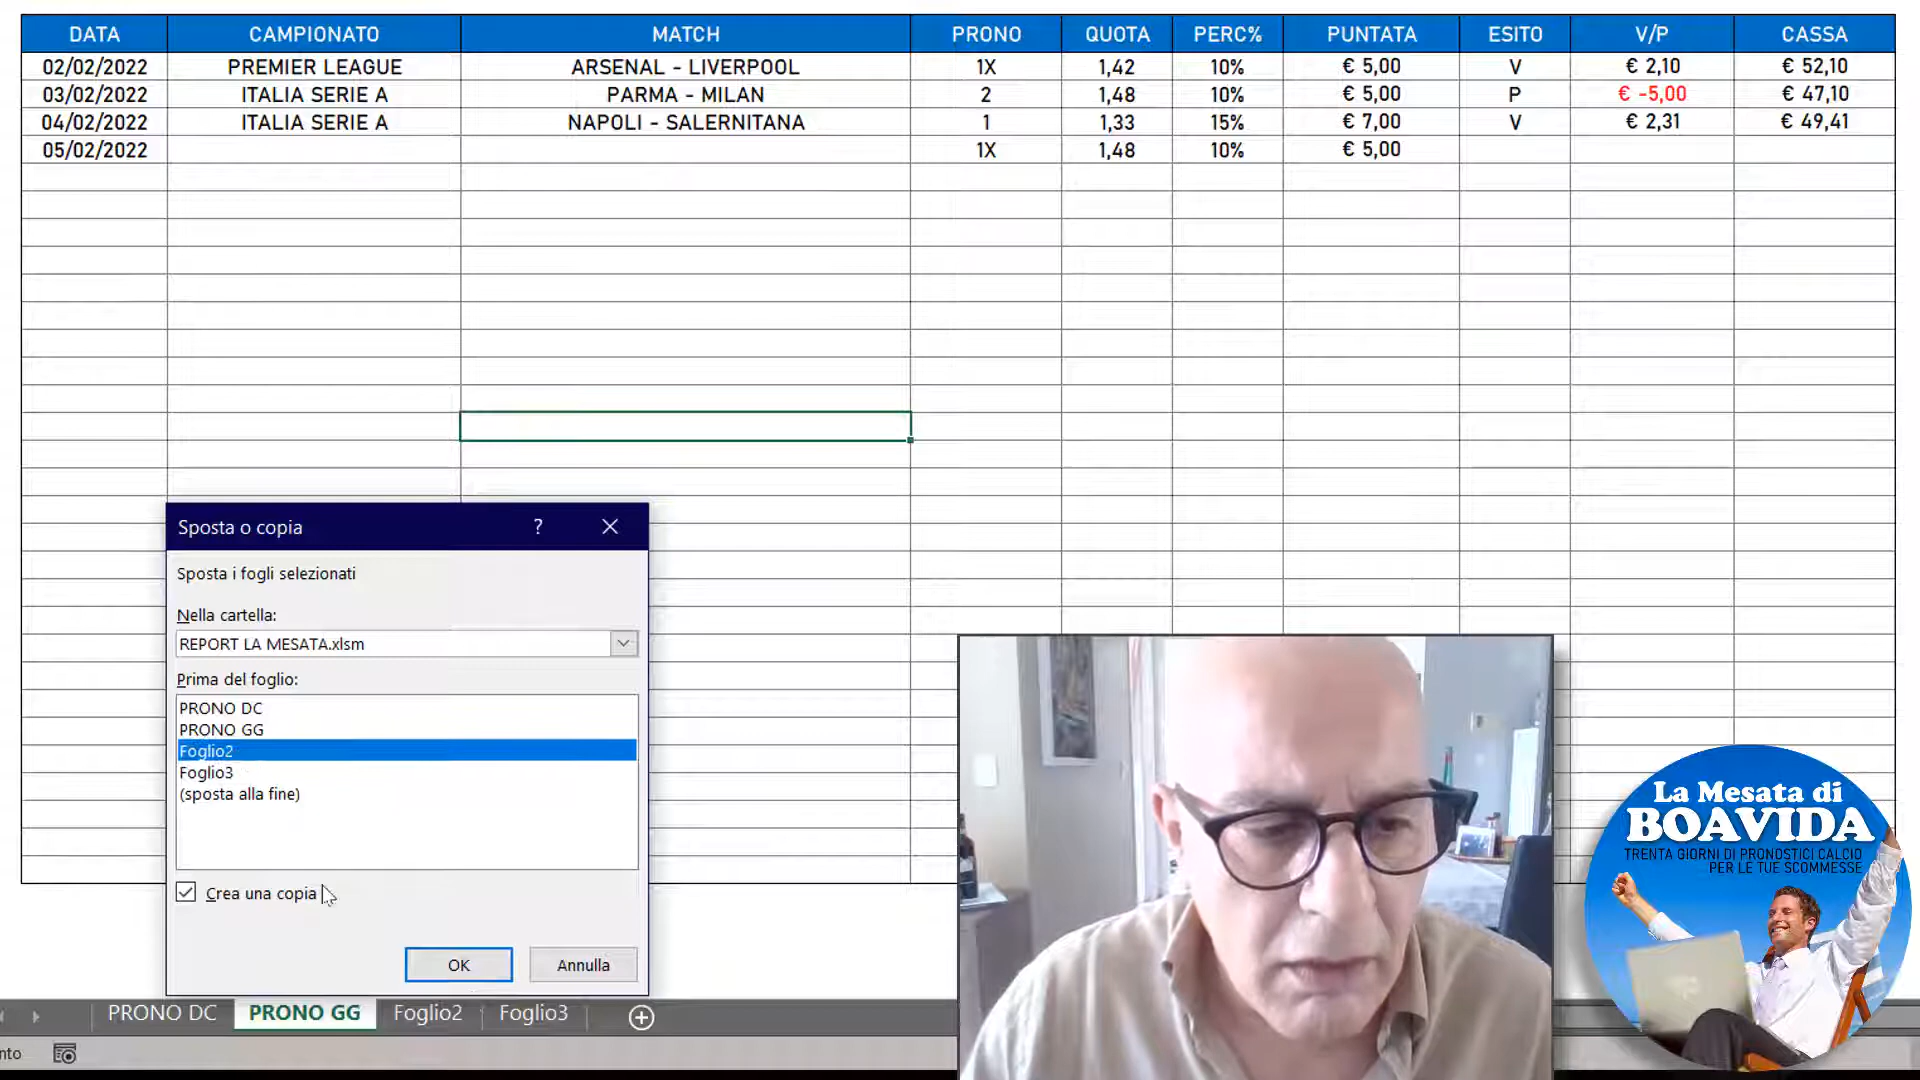 DATA CAMPIONATO MATCH PRONO QUOTA PERC% PUNTATA ESITO V/P CASSA
02/02/2022 PREMIER LEAGUE ARSENAL - LIVERPOOL 1X 1,42 10% € 5,00 V € 2,10 € 52,10
03/02/2022 ITALIA SERIE A PARMA - MILAN 2 1,48 10% € 5,00 P € -5,00 € 47,10
04/02/2022 ITALIA SERIE A NAPOLI - SALERNITANA 1 1,33 15% € 7,00 V € 2,31 € 49,41
05/02/2022 1X 1,48 10% € 5,00
Sposta o copia ?
Sposta i fogli selezionati
Nella cartella:
REPORT LA MESATA.xlsm
Prima del foglio:
PRONO DC
PRONO GG
Foglio2
Foglio3
(sposta alla fine)
Crea una copia
OK Annulla
PRONO DC PRONO GG Foglio2 Foglio3
nto
La Mesata di
BOAVIDA
TRENTA GIORNI DI PRONOSTICI CALCIO
PER LE TUE SCOMMESSE